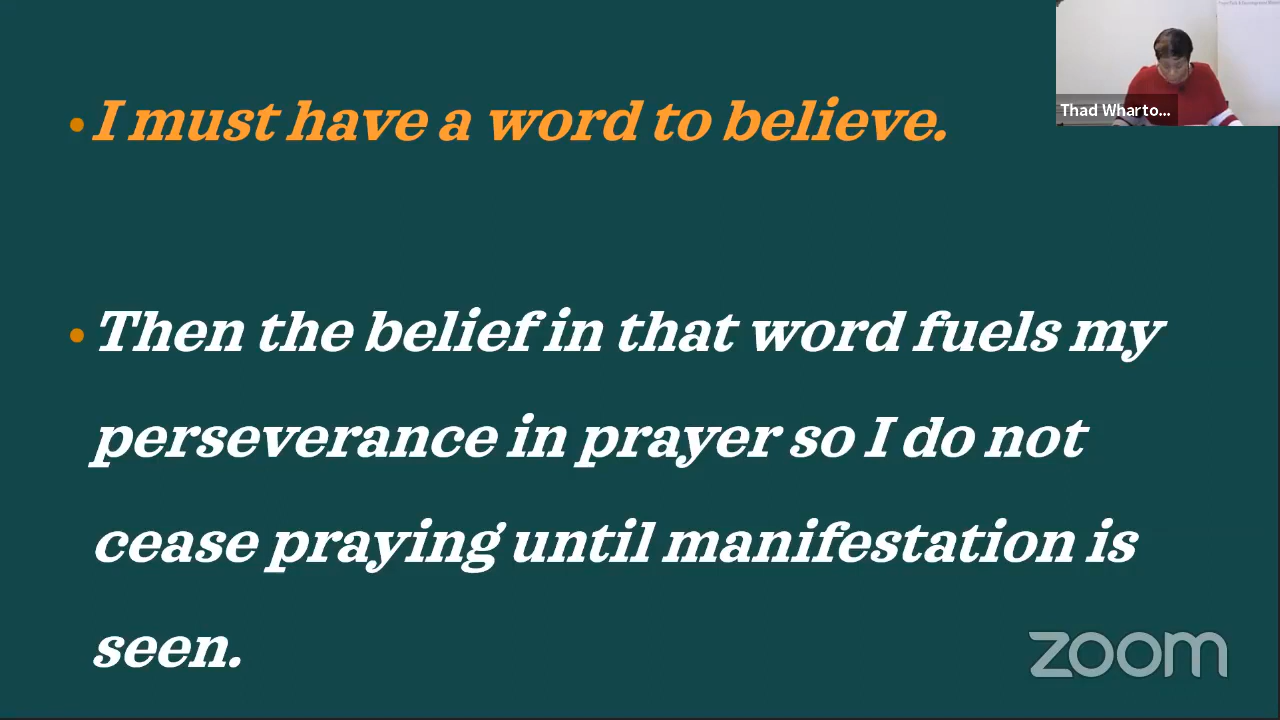 • I must have a word to believe.
Thad Wharto...
• Then the belief in that word fuels my
perseverance in prayer so I do not
cease praying until manifestation is
seen.
zoom